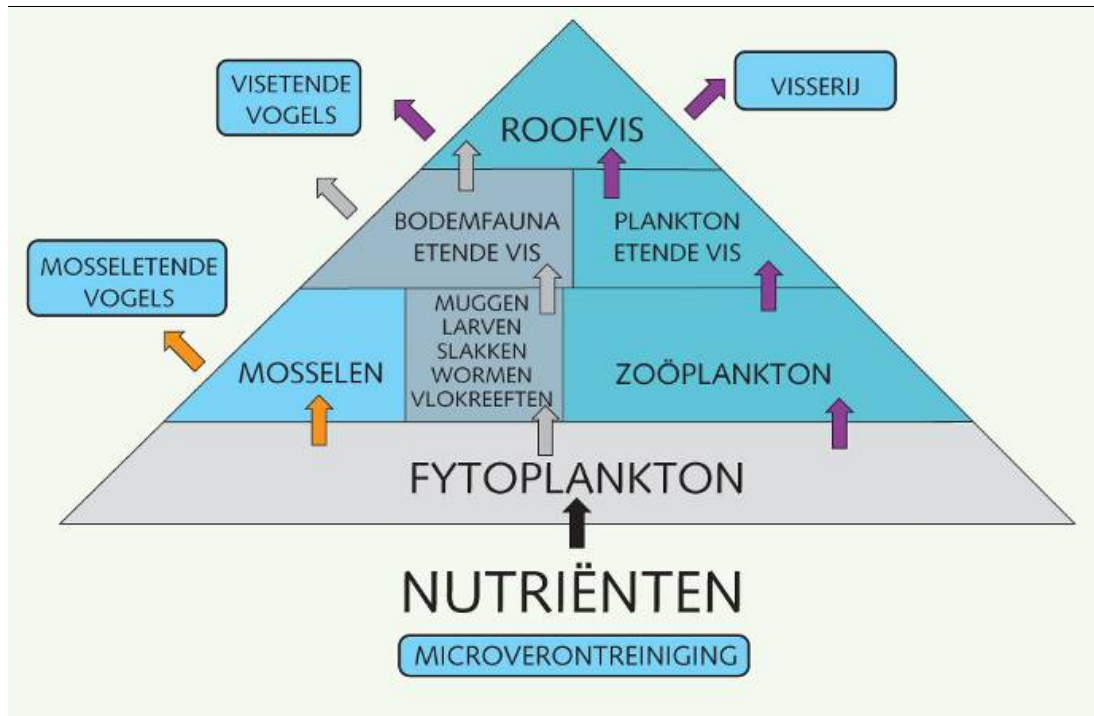 VISETENDE
VOGELS
VISSERIJ
ROOFVIS
BODEMFAUNA
ETENDE VIS
PLANKTON
ETENDE VIS
MOSSELETENDE
VOGELS
MOSSELEN
MUGGEN
LARVEN
SLAKKEN
WORMEN
VLOKREEFTEN
ZOÖPLANKTON
FYTOPLANKTON
NUTRIËNTEN
MICROVERONTREINIGING